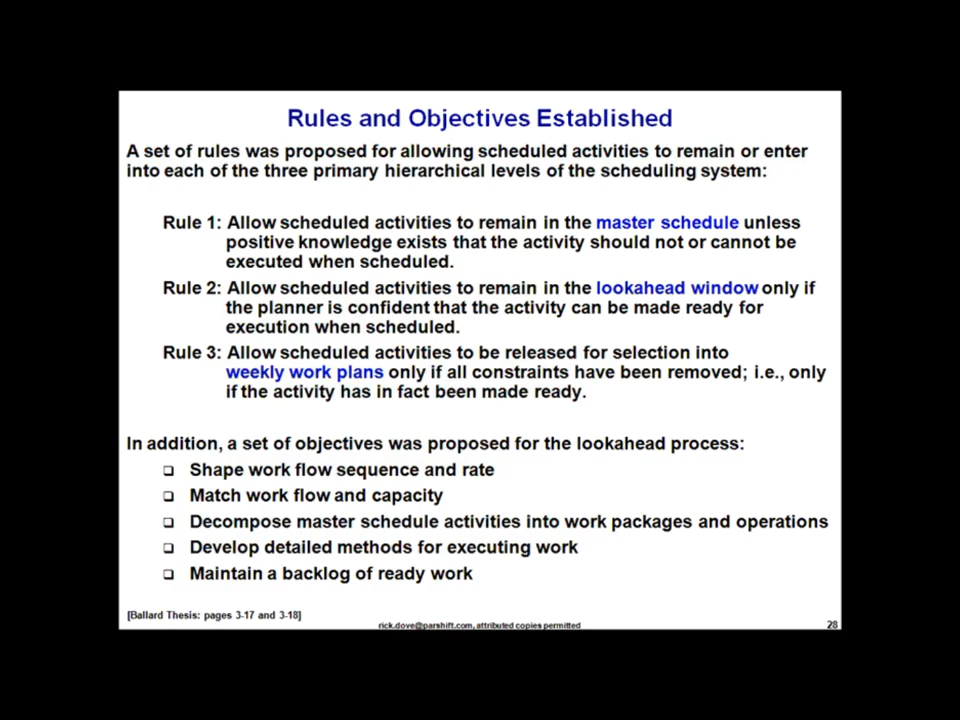 Rules and Objectives Established
A set of rules was proposed for allowing scheduled activities to remain or enter
into each of the three primary hierarchical levels of the scheduling system:
Rule 1: Allow scheduled activities to remain in the master schedule unless
positive knowledge exists that the activity should not or cannot be
executed when scheduled.
Rule 2: Allow scheduled activities to remain in the lookahead window only if
the planner is confident that the activity can be made ready for
execution when scheduled.
Rule 3: Allow scheduled activities to be released for selection into
weekly work plans only if all constraints have been removed; i.e., only
if the activity has in fact been made ready.
In addition, a set of objectives was proposed for the lookahead process:
❑ Shape work flow sequence and rate
❑ Match work flow and capacity
❑ Decompose master schedule activities into work packages and operations
❑ Develop detailed methods for executing work
❑ Maintain a backlog of ready work
[Ballard Thesis: pages 3-17 and 3-18]
rick.dove@parshift.com, attributed copies permitted
28